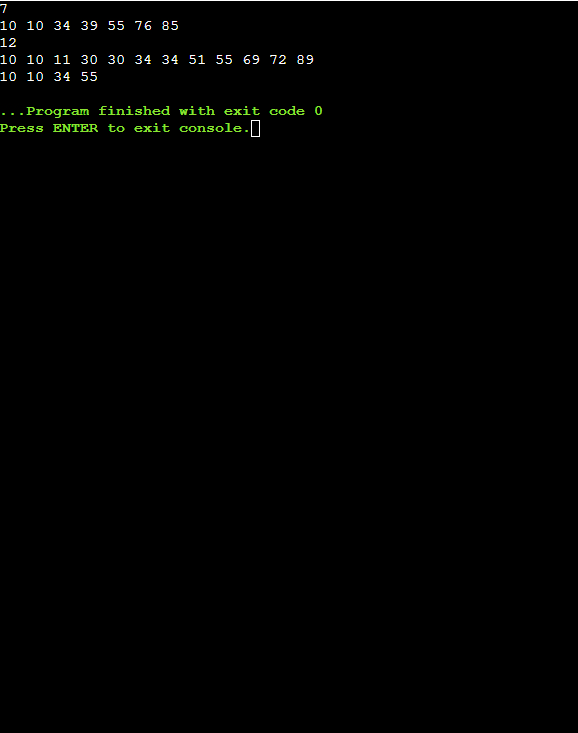 7
10 10 34 39 55 76 85
12
10 10 11 30 30 34 34 51 55 69 72 89
10 10 34 55
...Program finished with exit code 0
Press ENTER to exit console.